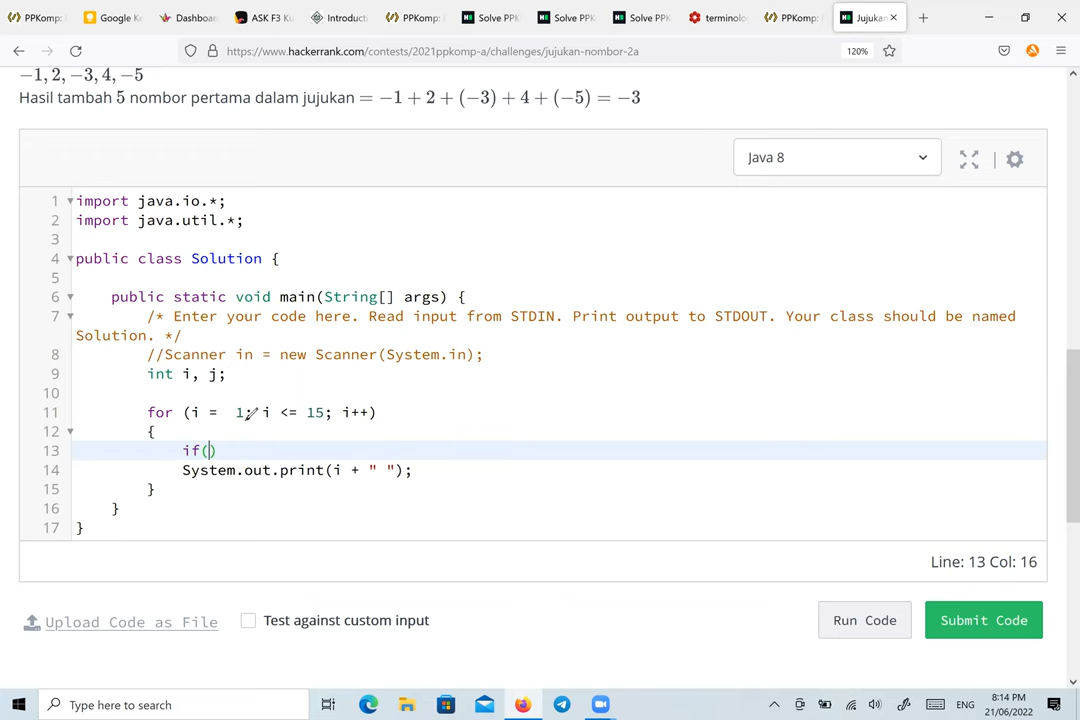 PPKomp:
Google K
Dashboar
ASK F3 K
Introducti
PPKomp:
Solve PPK
Solve PPK
Solve PPK
terminolo
PPKomp:
Jujukan
https://www.hackerrank.com/contests/2021ppkomp-a/challenges/jujukan-nombor-2a
120%
−1, 2, −3, 4, −5
Hasil tambah 5 nombor pertama dalam jujukan = −1 + 2 + (−3) + 4 + (−5) = −3
Java 8
1 import java.io.*;
2 import java.util.*;
3
4 public class Solution {
5
6 public static void main(String[] args) {
7 /* Enter your code here. Read input from STDIN. Print output to STDOUT. Your class should be named
Solution. */
8 //Scanner in = new Scanner(System.in);
9 int i, j;
10
11 for (i = 1; i <= 15; i++)
12 {
13 if()
14 System.out.print(i + " ");
15 }
16 }
17 }
Line: 13 Col: 16
Upload Code as File
Test against custom input
Run Code
Submit Code
Type here to search
ENG
8:14 PM
21/06/2022